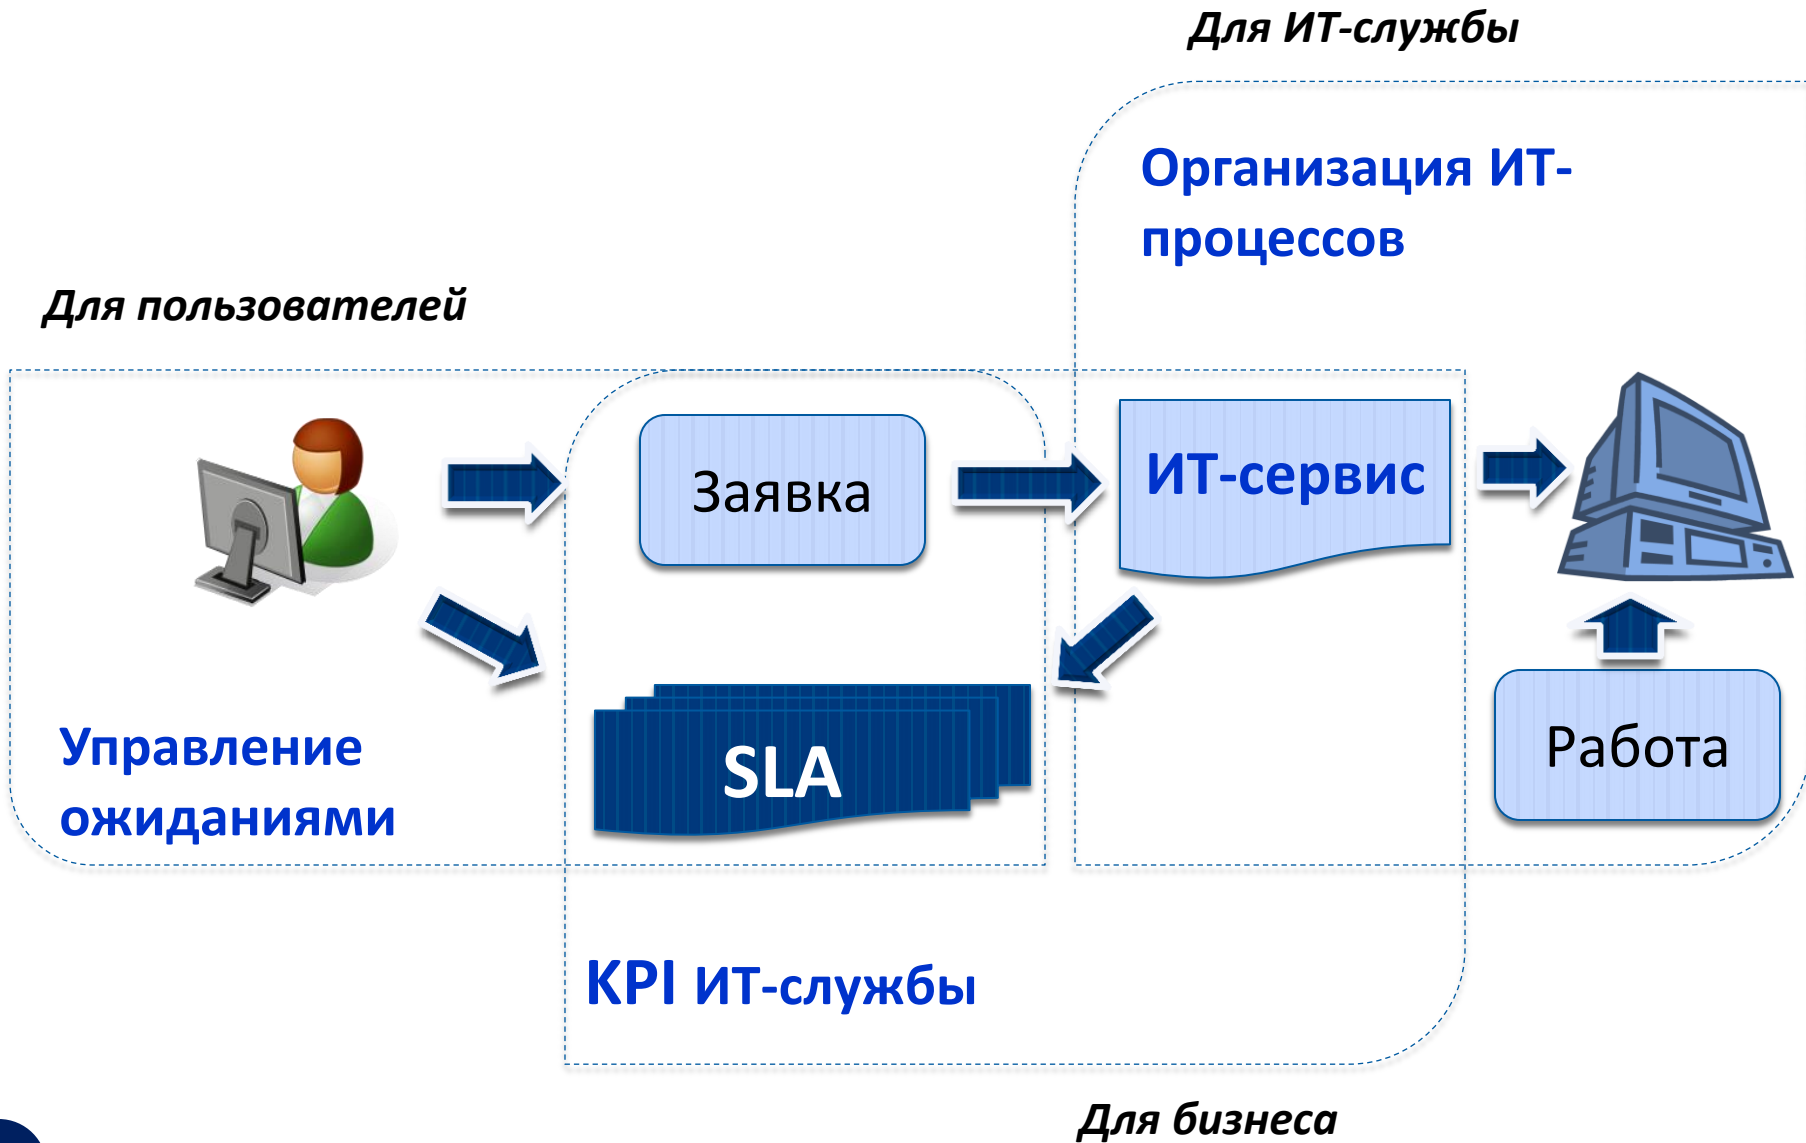 Для ИТ-службы
Организация ИТ-
процессов
Для пользователей
Заявка
ИТ-сервис
Управление
ожиданиями
SLA
Работа
KPI ИТ-службы
Для бизнеса